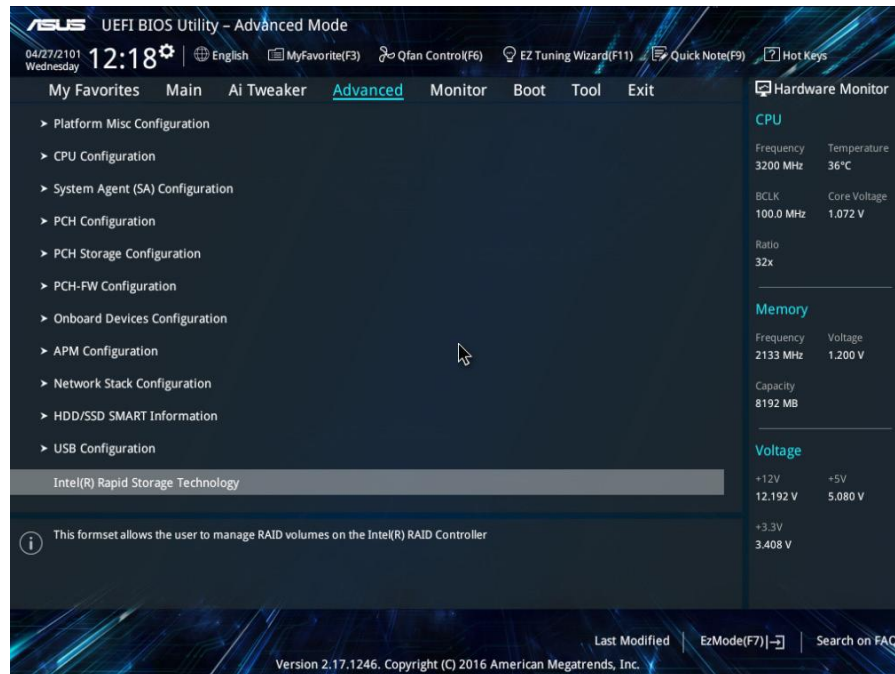 ASUS UEFI BIOS Utility – Advanced Mode
04/27/2101
Wednesday
12:18
English
MyFavorite(F3)
Qfan Control(F6)
EZ Tuning Wizard(F11)
Quick Note(F9)
? Hot Keys
My Favorites Main Ai Tweaker Advanced Monitor Boot Tool Exit
> Platform Misc Configuration
> CPU Configuration
> System Agent (SA) Configuration
> PCH Configuration
> PCH Storage Configuration
> PCH-FW Configuration
> Onboard Devices Configuration
> APM Configuration
> Network Stack Configuration
> HDD/SSD SMART Information
> USB Configuration
Intel(R) Rapid Storage Technology
i This formset allows the user to manage RAID volumes on the Intel(R) RAID Controller
Hardware Monitor
CPU
Frequency Temperature
3200 MHz 36°C
BCLK Core Voltage
100.0 MHz 1.072 V
Ratio
32x
Memory
Frequency Voltage
2133 MHz 1.200 V
Capacity
8192 MB
Voltage
+12V +5V
12.192 V 5.080 V
+3.3V
3.408 V
Last Modified
EzMode(F7)
Search on FAQ
Version 2.17.1246. Copyright (C) 2016 American Megatrends, Inc.